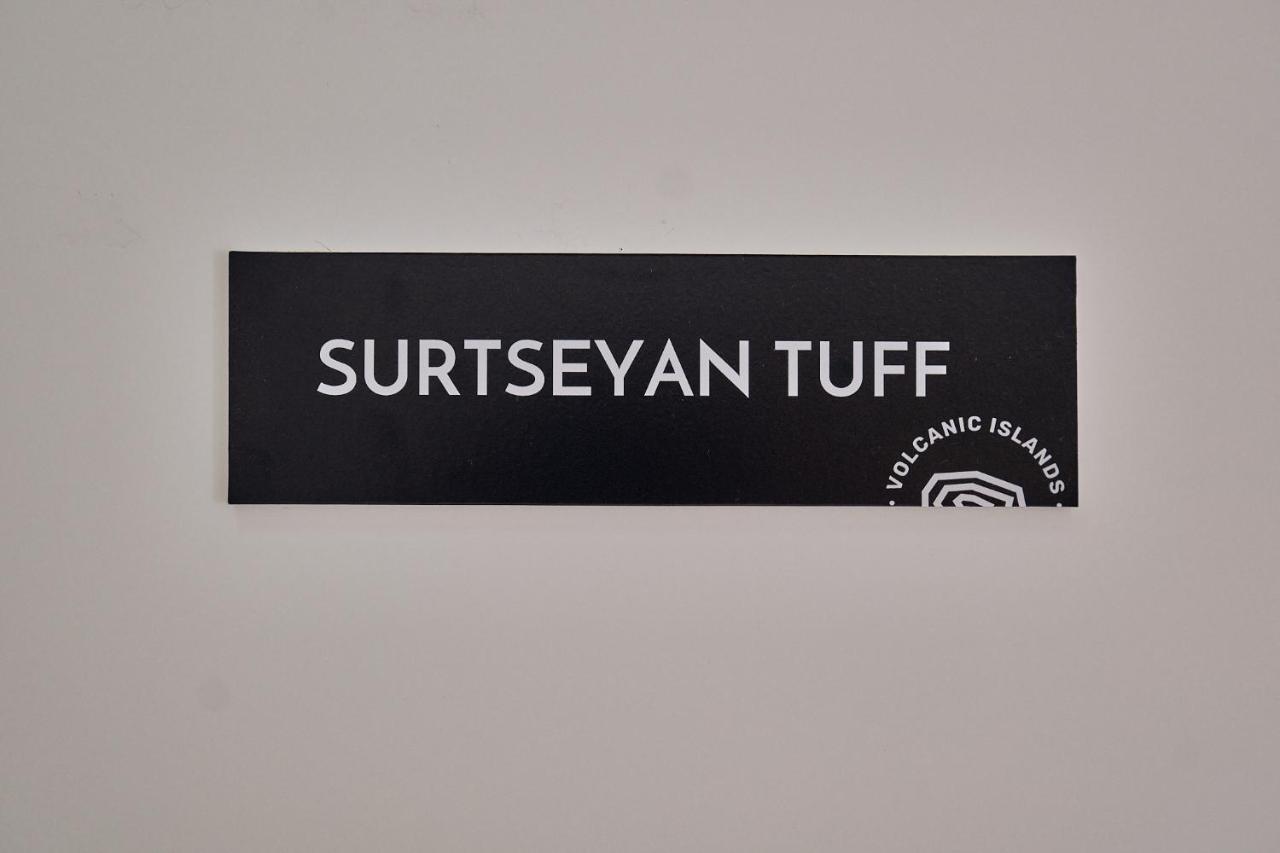 SURTSEYAN TUFF
· VOLCANIC ISLANDS ·